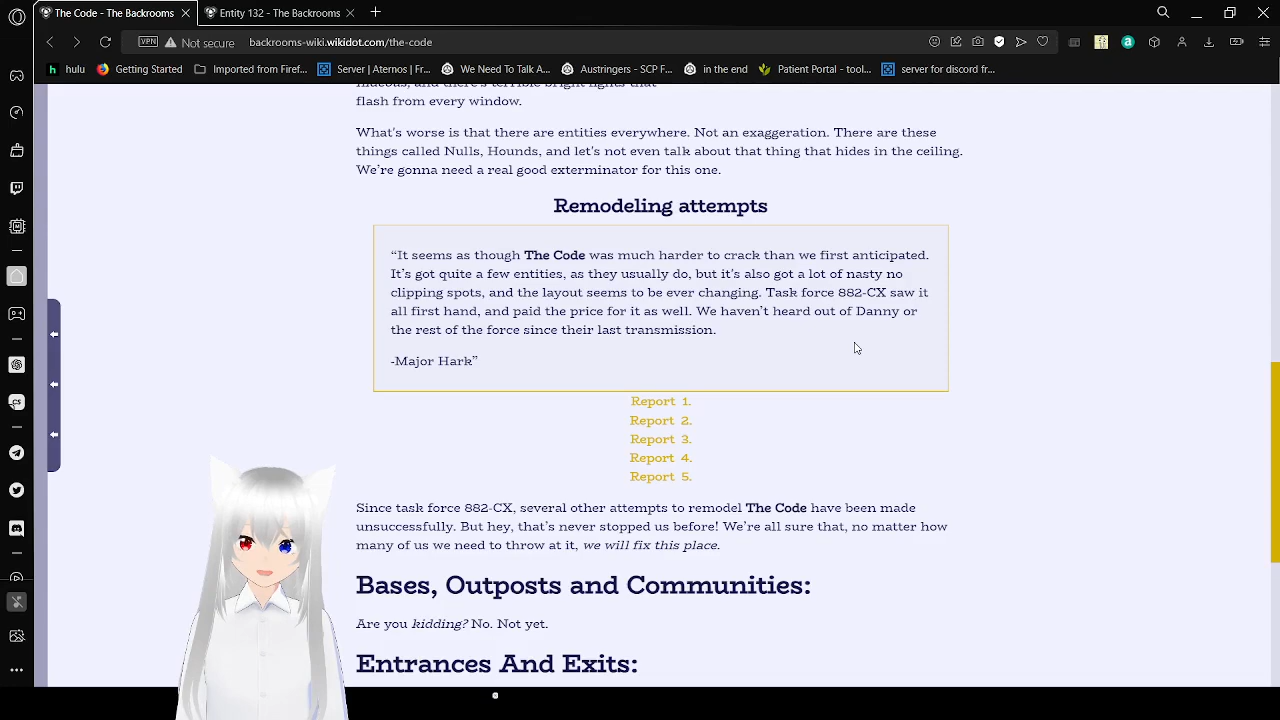 The Code - The Backrooms
Entity 132 - The Backrooms
VPN
Not secure
backrooms-wiki.wikidot.com/the-code
hulu
Getting Started
Imported from Firef...
Server | Aternos | Fr...
We Need To Talk A...
Austringers - SCP F...
in the end
Patient Portal - tool...
server for discord fr...
hideous, and there's terrible bright lights that
flash from every window.
What's worse is that there are entities everywhere. Not an exaggeration. There are these
things called Nulls, Hounds, and let's not even talk about that thing that hides in the ceiling.
We're gonna need a real good exterminator for this one.
Remodeling attempts
“It seems as though The Code was much harder to crack than we first anticipated.
It's got quite a few entities, as they usually do, but it's also got a lot of nasty no
clipping spots, and the layout seems to be ever changing. Task force 882-CX saw it
all first hand, and paid the price for it as well. We haven't heard out of Danny or
the rest of the force since their last transmission.
-Major Hark”
Report 1.
Report 2.
Report 3.
Report 4.
Report 5.
Since task force 882-CX, several other attempts to remodel The Code have been made
unsuccessfully. But hey, that's never stopped us before! We're all sure that, no matter how
many of us we need to throw at it, we will fix this place.
Bases, Outposts and Communities:
Are you kidding? No. Not yet.
Entrances And Exits: